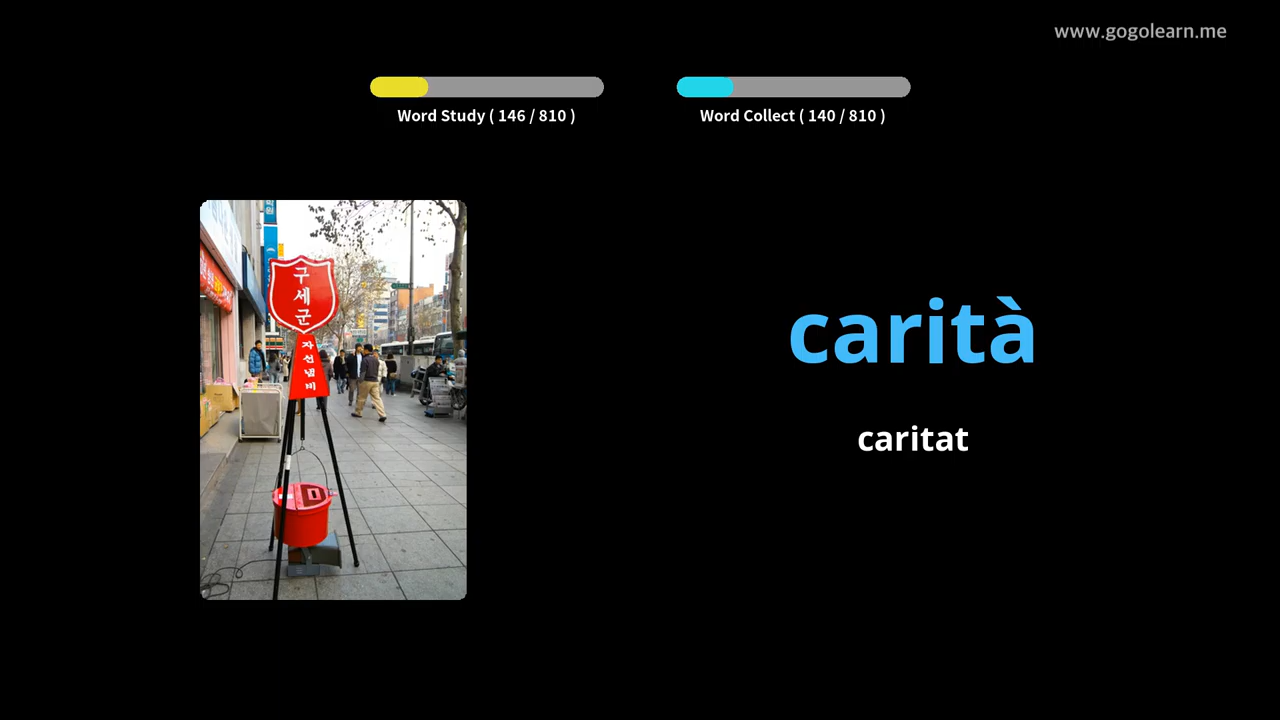 www.gogolearn.me
Word Study ( 146 / 810 )
Word Collect ( 140 / 810 )
구
세
군
자
선
냄
비
carità
caritat